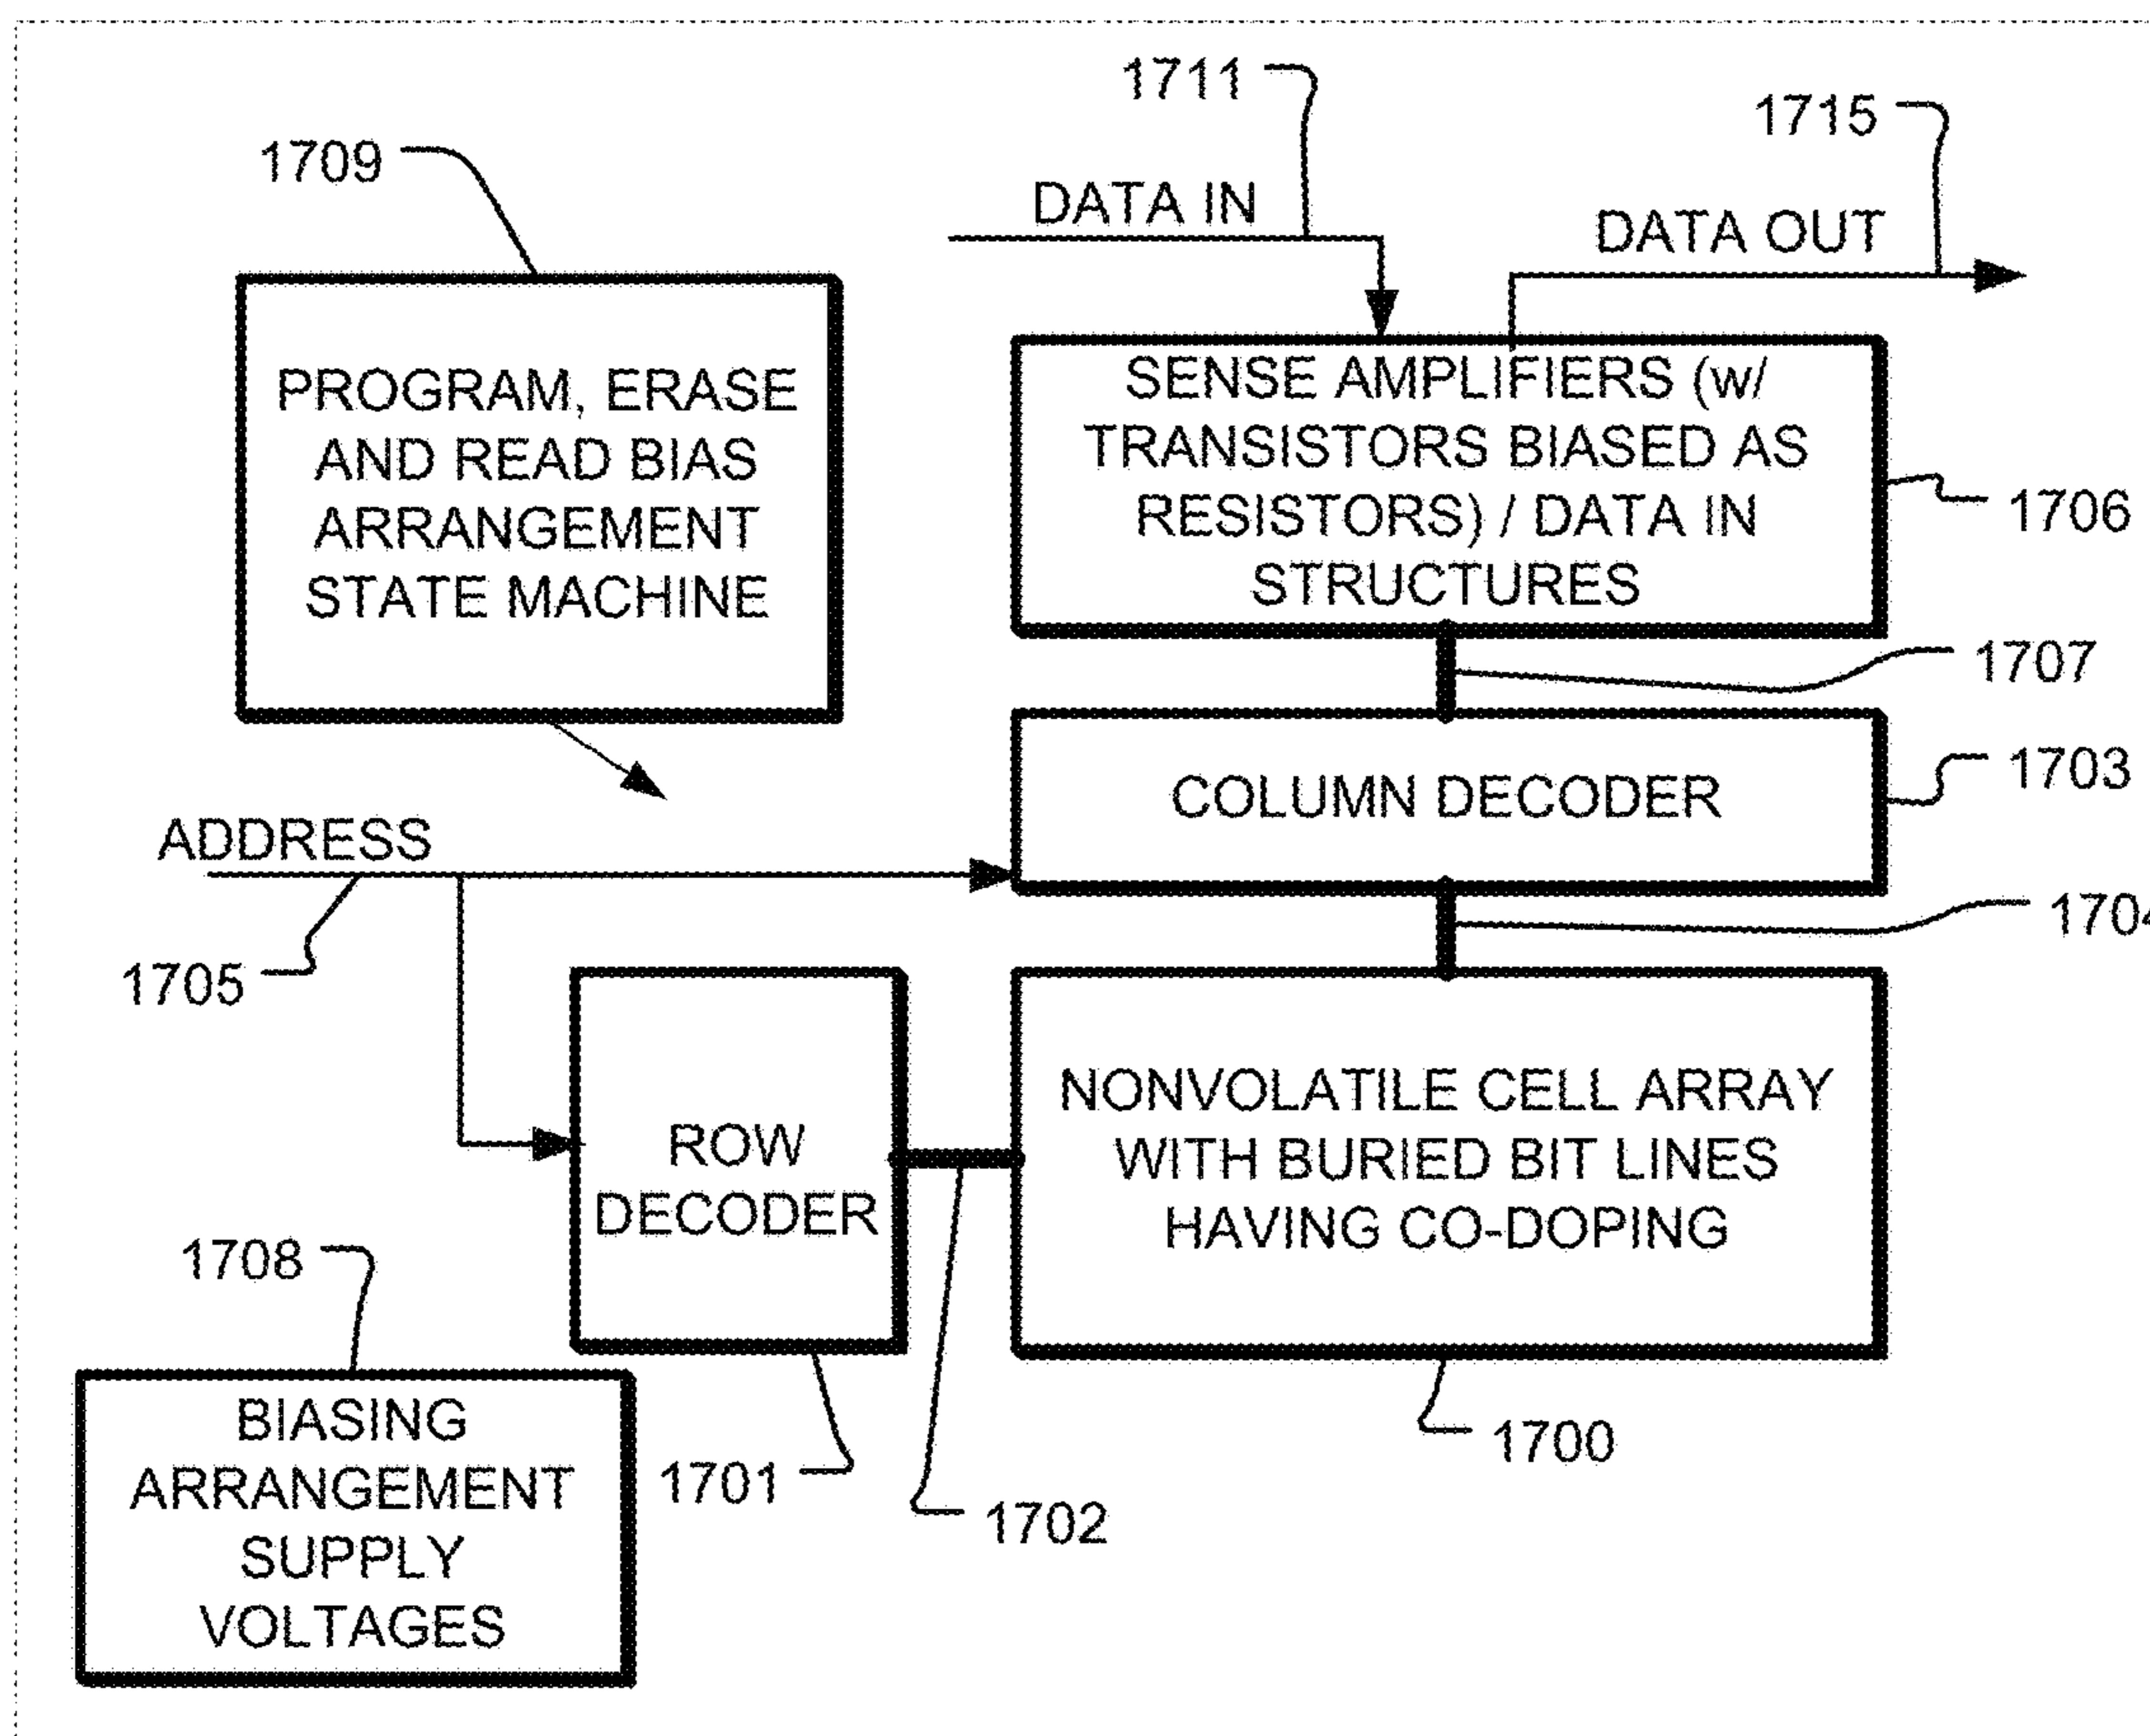 1711
1715
1709
DATA IN
DATA OUT
PROGRAM, ERASE
AND READ BIAS
ARRANGEMENT
STATE MACHINE
SENSE AMPLIFIERS (w/
TRANSISTORS BIASED AS
RESISTORS) / DATA IN
STRUCTURES
1706
1707
COLUMN DECODER
1703
ADDRESS
1704
1705
ROW
DECODER
NONVOLATILE CELL ARRAY
WITH BURIED BIT LINES
HAVING CO-DOPING
1708
1700
1701
1702
BIASING
ARRANGEMENT
SUPPLY
VOLTAGES